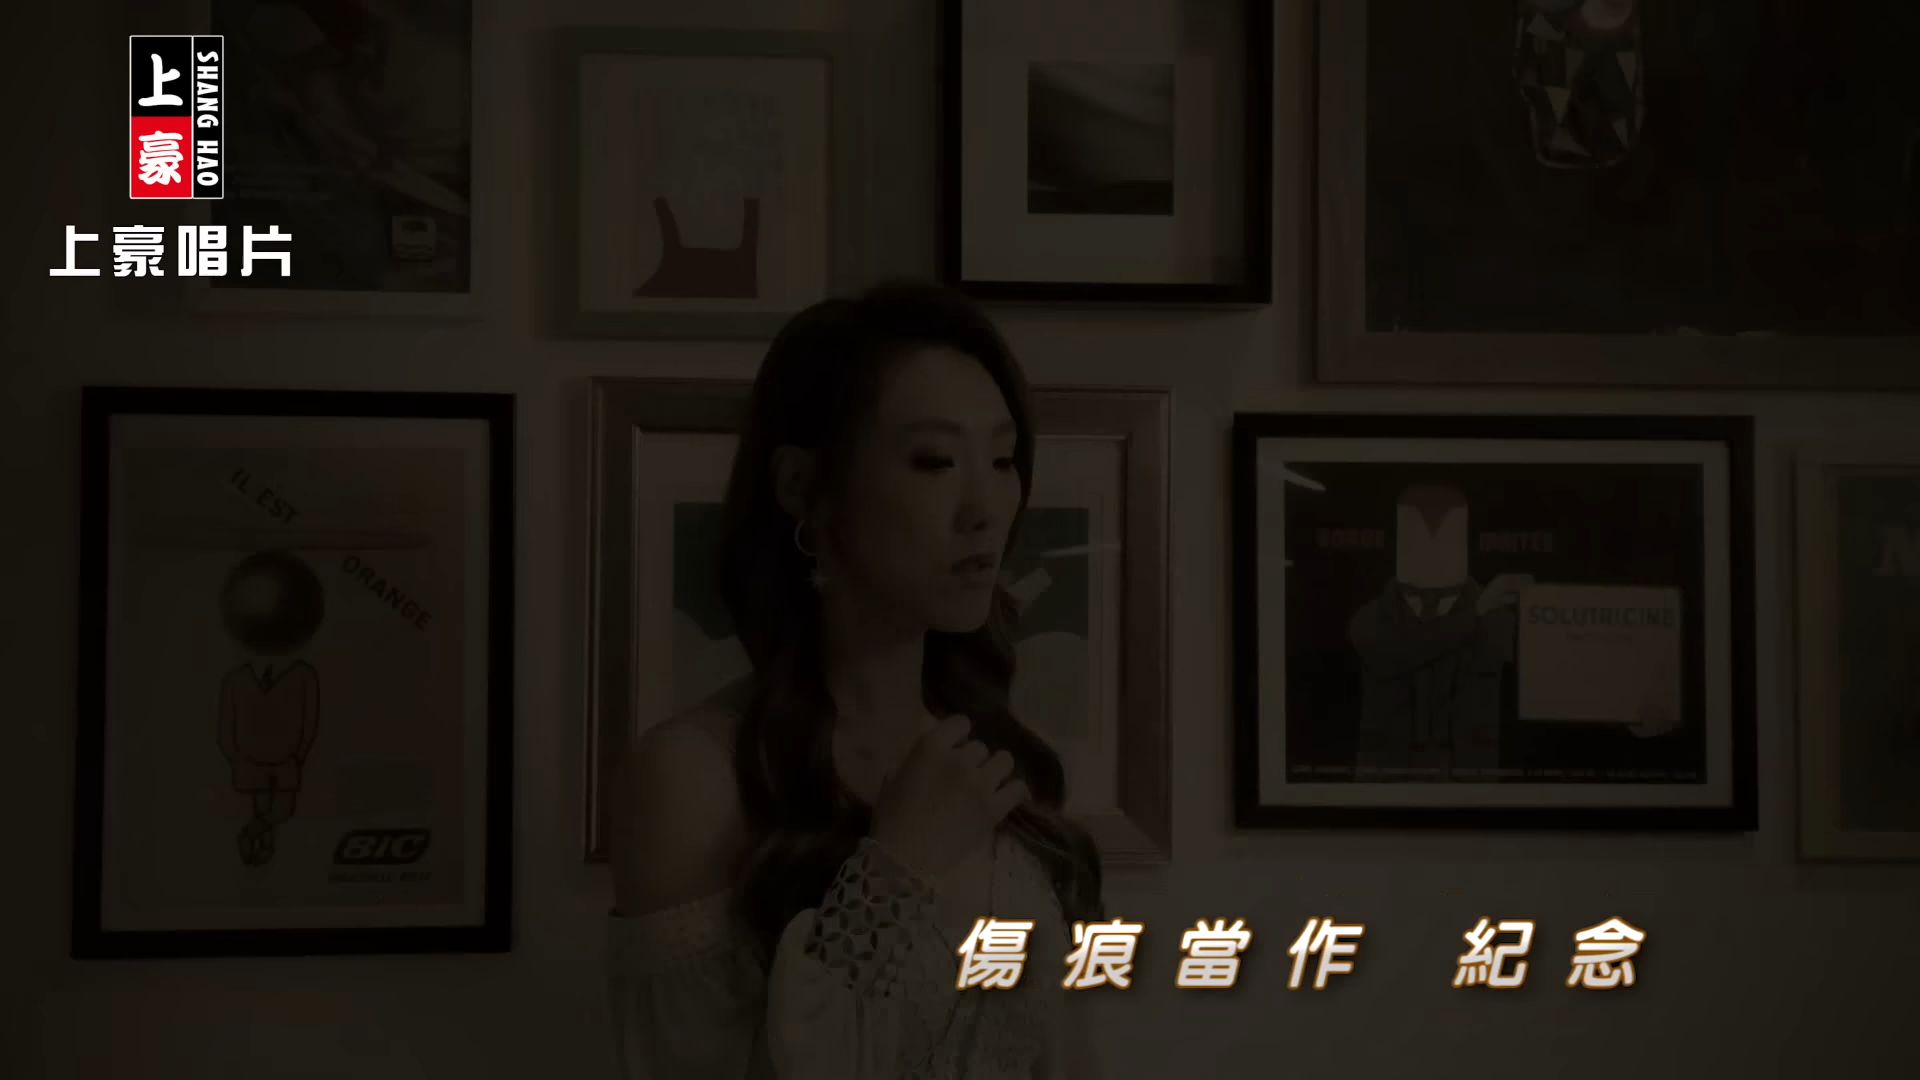 上豪
SHANG HAO
上豪唱片
IL EST
ORANGE
BIC
SOLUTRICINE
傷痕當作 紀念